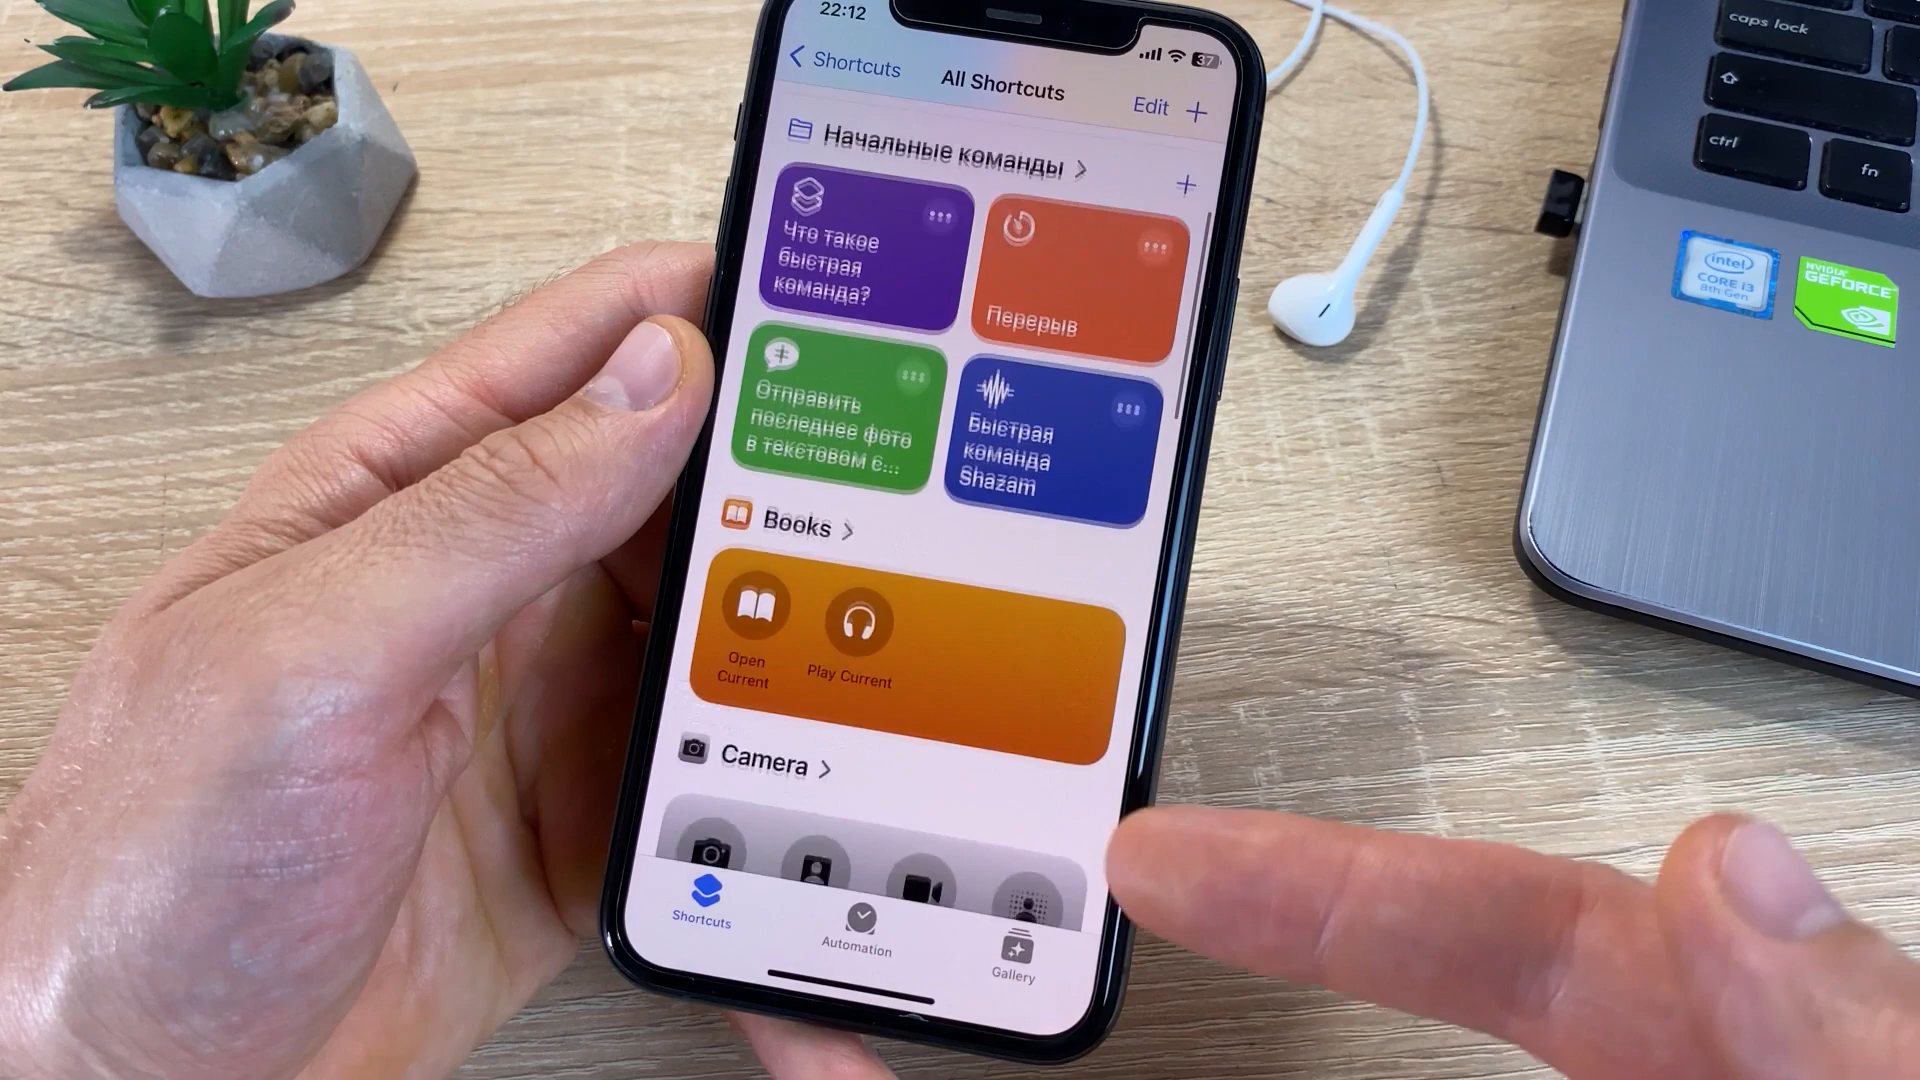 22:12
37
Shortcuts
All Shortcuts
Edit
Начальные команды
Что такое
быстрая
команда?
Перерыв
Отправить
последнее фото
в текстовом с...
Быстрая
команда
Shazam
Books
Open
Current
Play Current
Camera
Shortcuts
Automation
Gallery
caps lock
ctrl
fn
intel
CORE i3
8th Gen
NVIDIA
GEFORCE